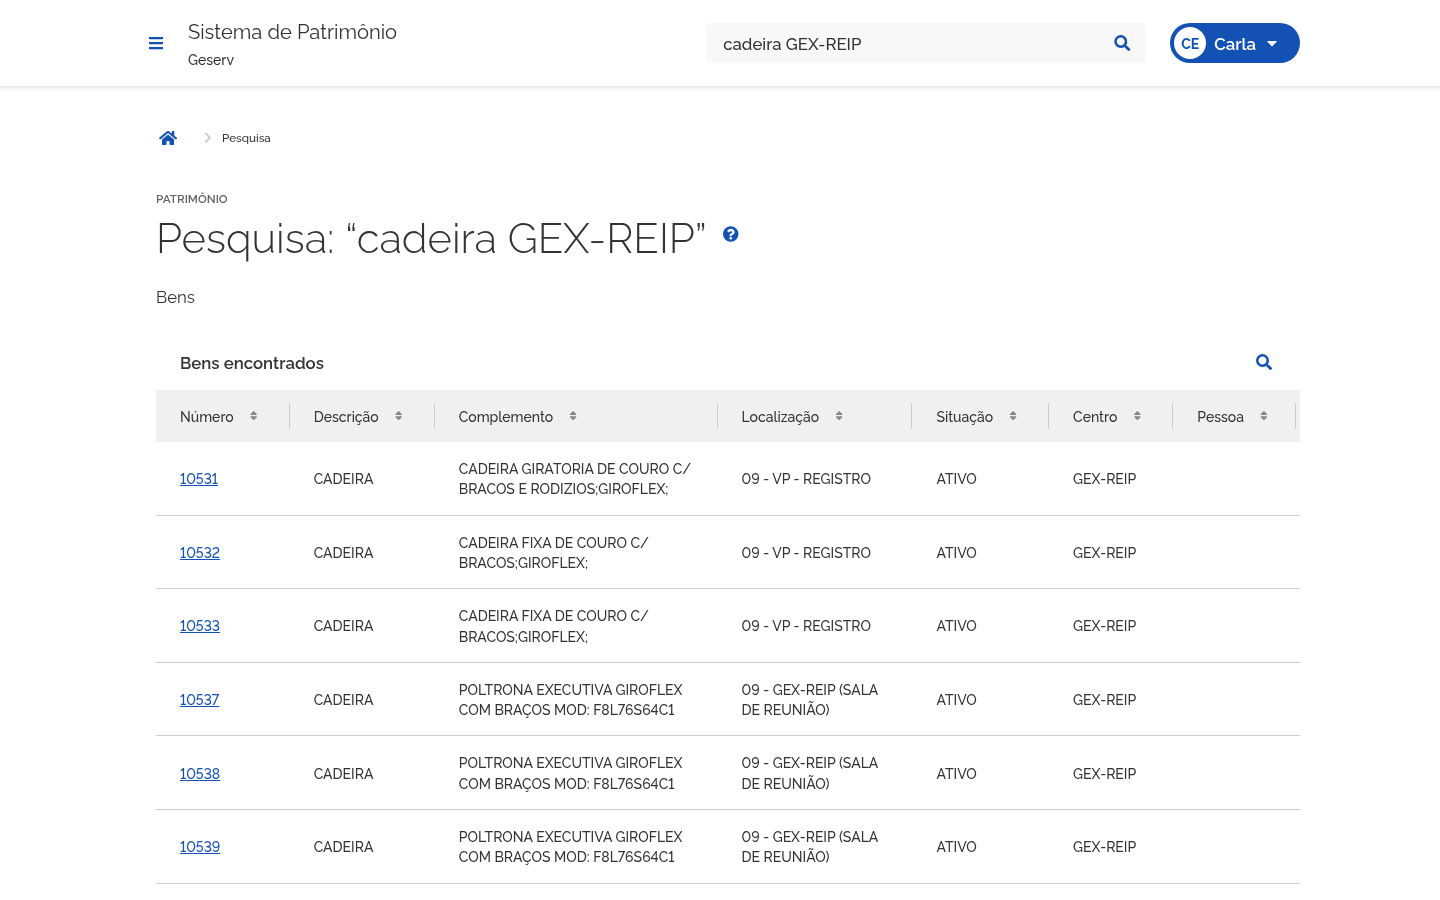 Sistema de Patrimônio
Geserv
cadeira GEX-REIP
CE Carla
Pesquisa
PATRIMÔNIO
Pesquisa: “cadeira GEX-REIP”
Bens
Bens encontrados
Número Descrição Complemento Localização Situação Centro Pessoa
10531 CADEIRA CADEIRA GIRATORIA DE COURO C/ BRACOS E RODIZIOS;GIROFLEX; 09 - VP - REGISTRO ATIVO GEX-REIP
10532 CADEIRA CADEIRA FIXA DE COURO C/ BRACOS;GIROFLEX; 09 - VP - REGISTRO ATIVO GEX-REIP
10533 CADEIRA CADEIRA FIXA DE COURO C/ BRACOS;GIROFLEX; 09 - VP - REGISTRO ATIVO GEX-REIP
10537 CADEIRA POLTRONA EXECUTIVA GIROFLEX COM BRAÇOS MOD: F8L76S64C1 09 - GEX-REIP (SALA DE REUNIÃO) ATIVO GEX-REIP
10538 CADEIRA POLTRONA EXECUTIVA GIROFLEX COM BRAÇOS MOD: F8L76S64C1 09 - GEX-REIP (SALA DE REUNIÃO) ATIVO GEX-REIP
10539 CADEIRA POLTRONA EXECUTIVA GIROFLEX COM BRAÇOS MOD: F8L76S64C1 09 - GEX-REIP (SALA DE REUNIÃO) ATIVO GEX-REIP